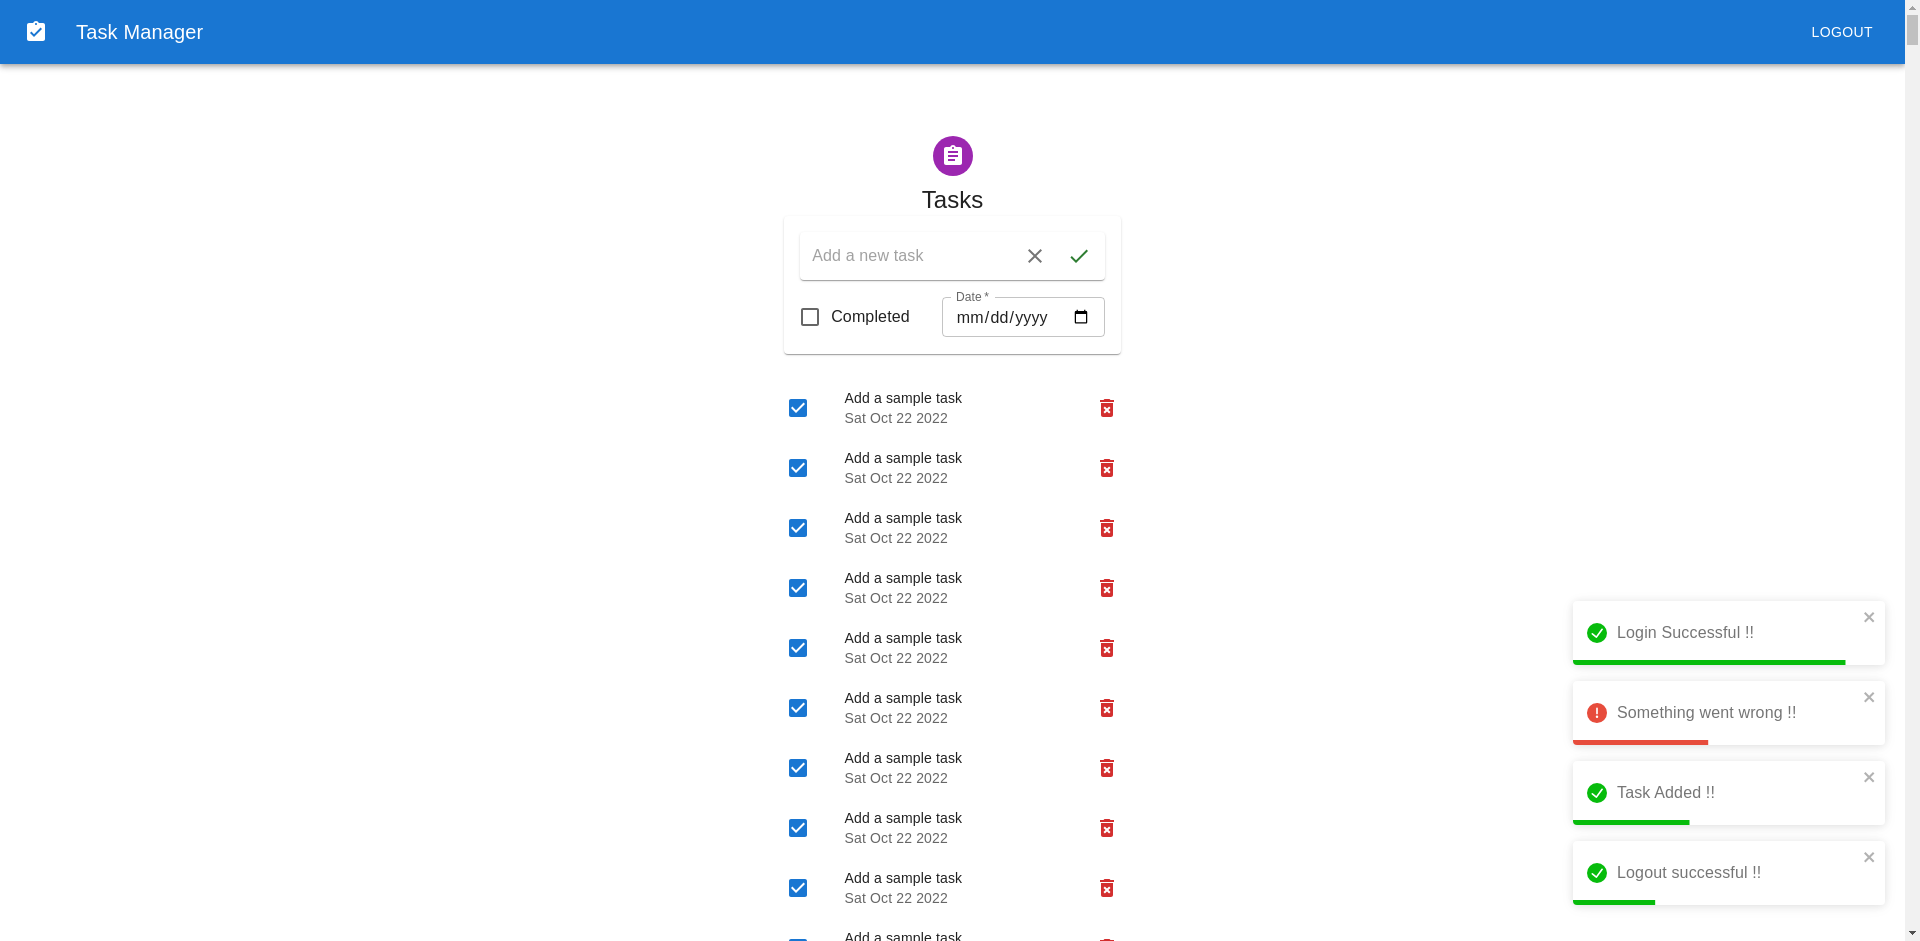 Task Manager
LOGOUT
Tasks
Add a new task
Completed
Date *
mm/dd/yyyy
Add a sample task
Sat Oct 22 2022
Add a sample task
Sat Oct 22 2022
Add a sample task
Sat Oct 22 2022
Add a sample task
Sat Oct 22 2022
Add a sample task
Sat Oct 22 2022
Add a sample task
Sat Oct 22 2022
Add a sample task
Sat Oct 22 2022
Add a sample task
Sat Oct 22 2022
Add a sample task
Sat Oct 22 2022
Add a sample task
Login Successful !!
Something went wrong !!
Task Added !!
Logout successful !!